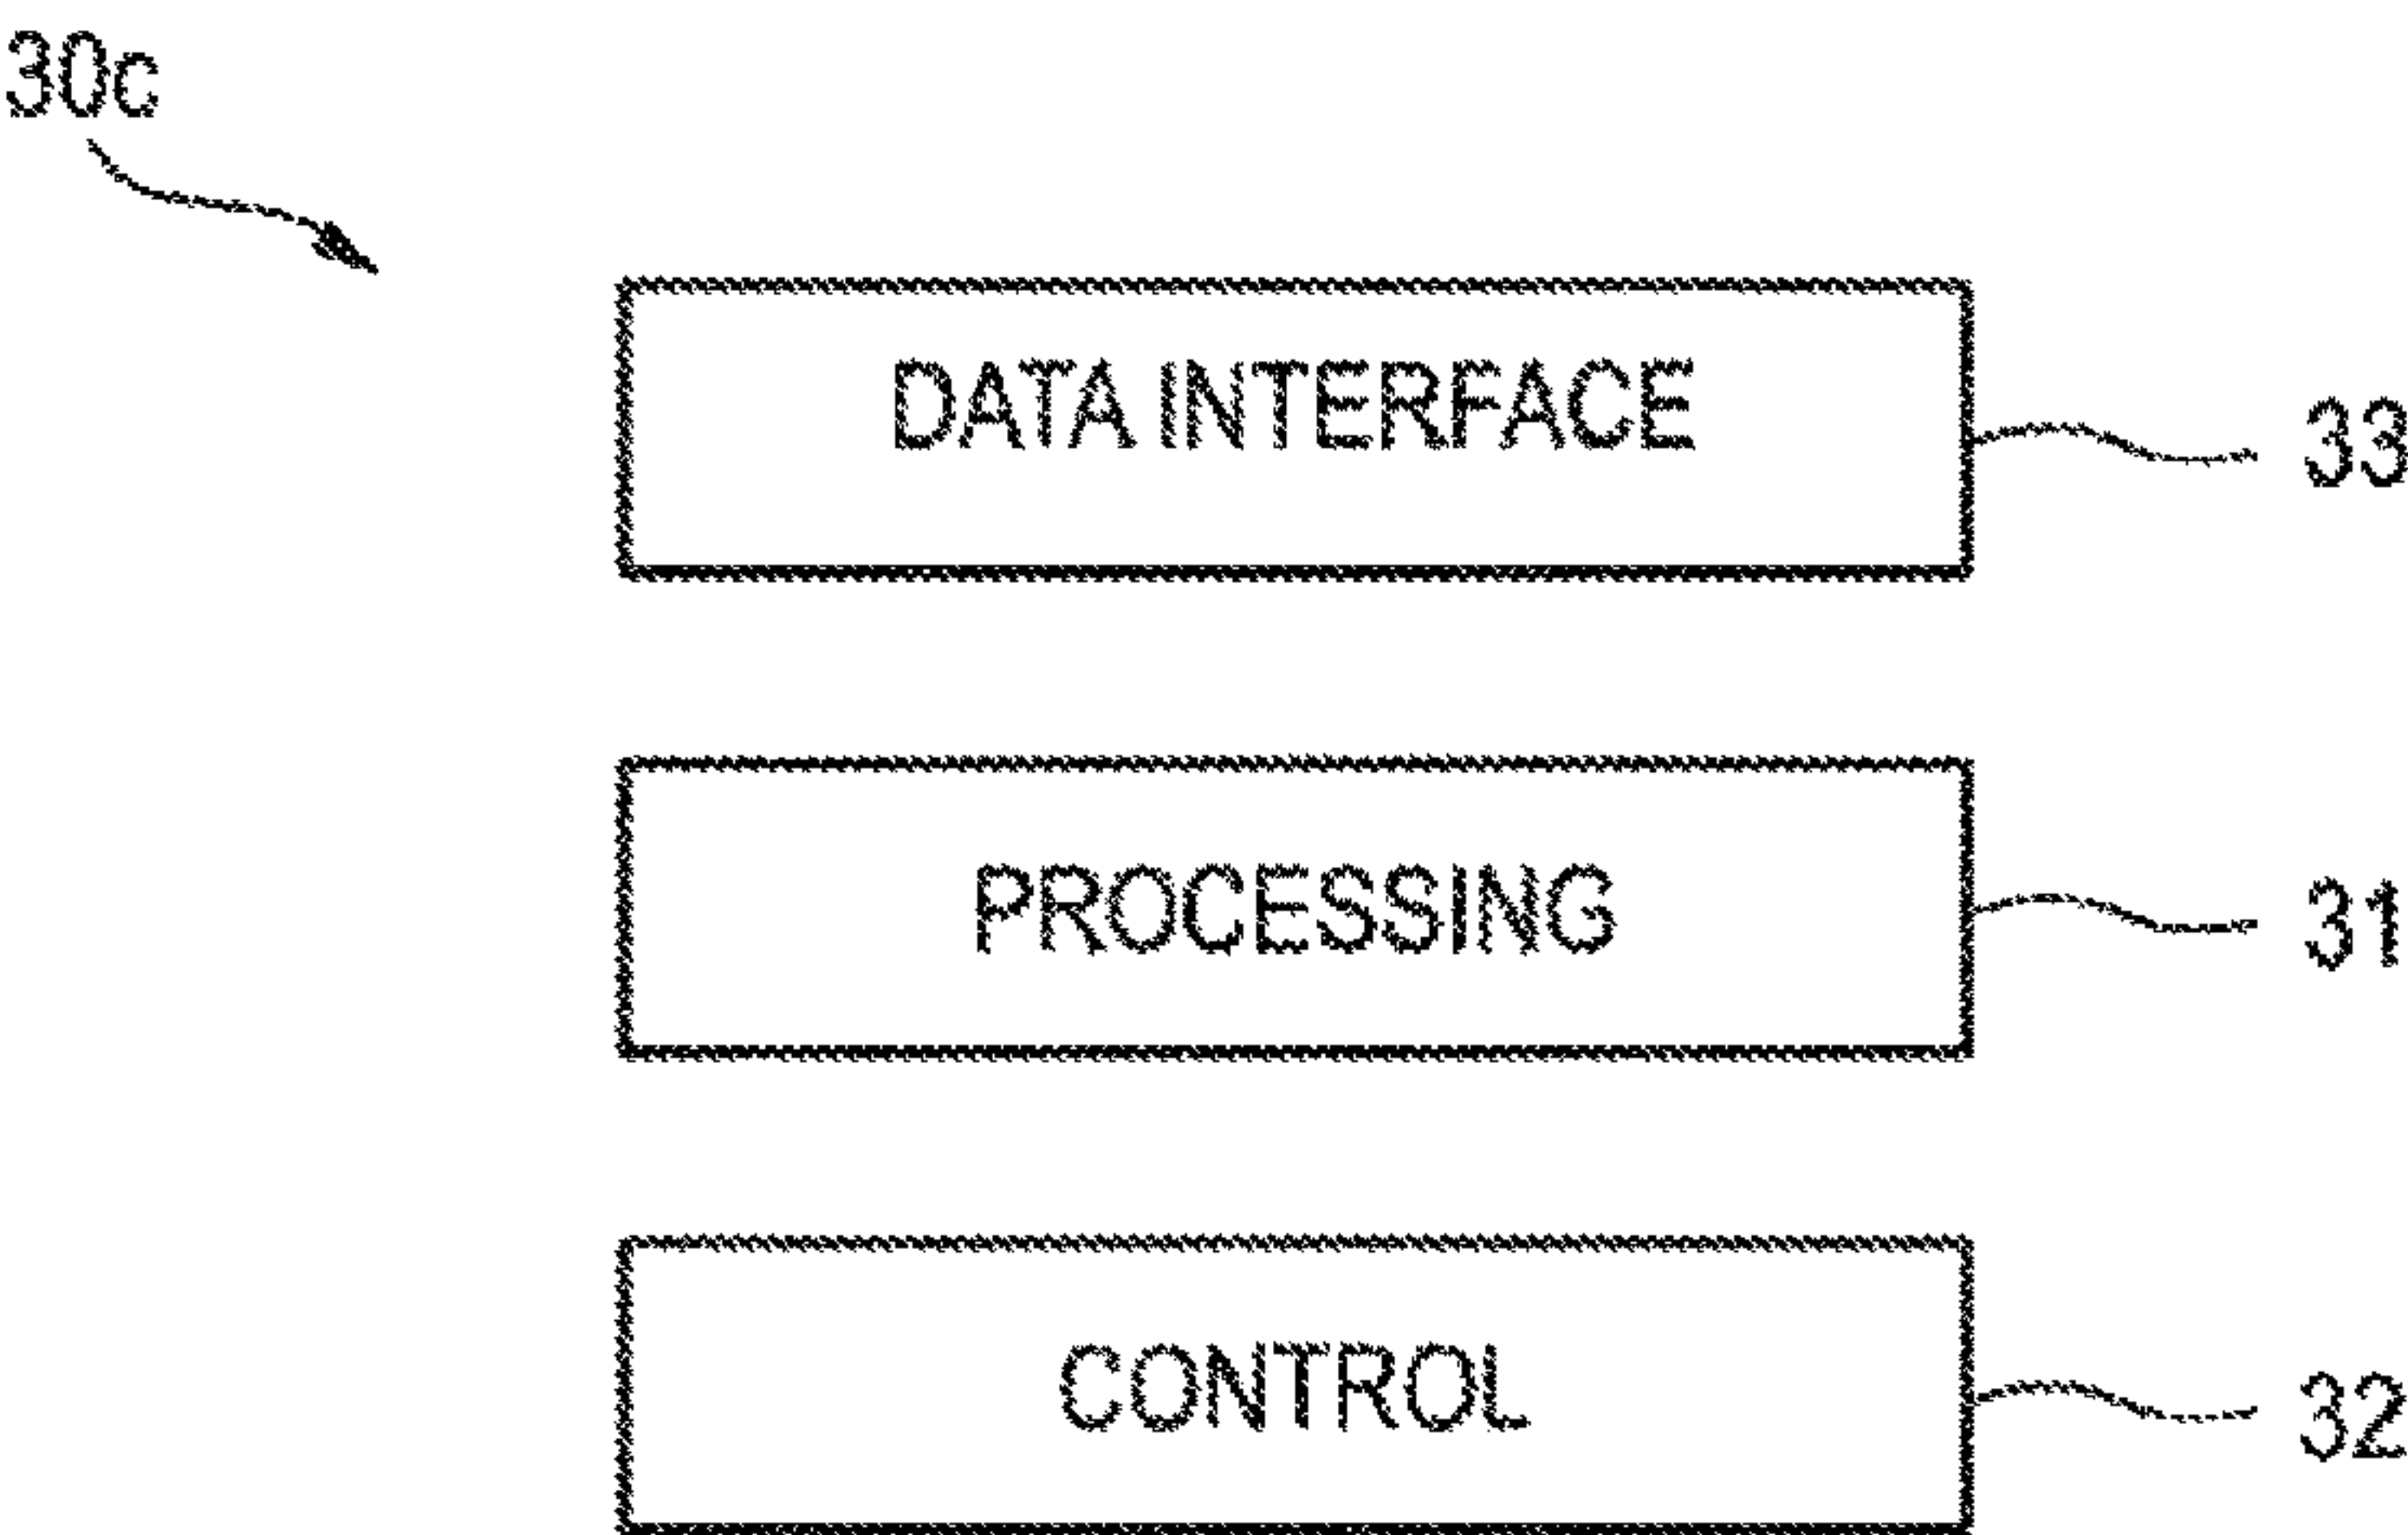 30c
DATA INTERFACE
33
PROCESSING
31
CONTROL
32